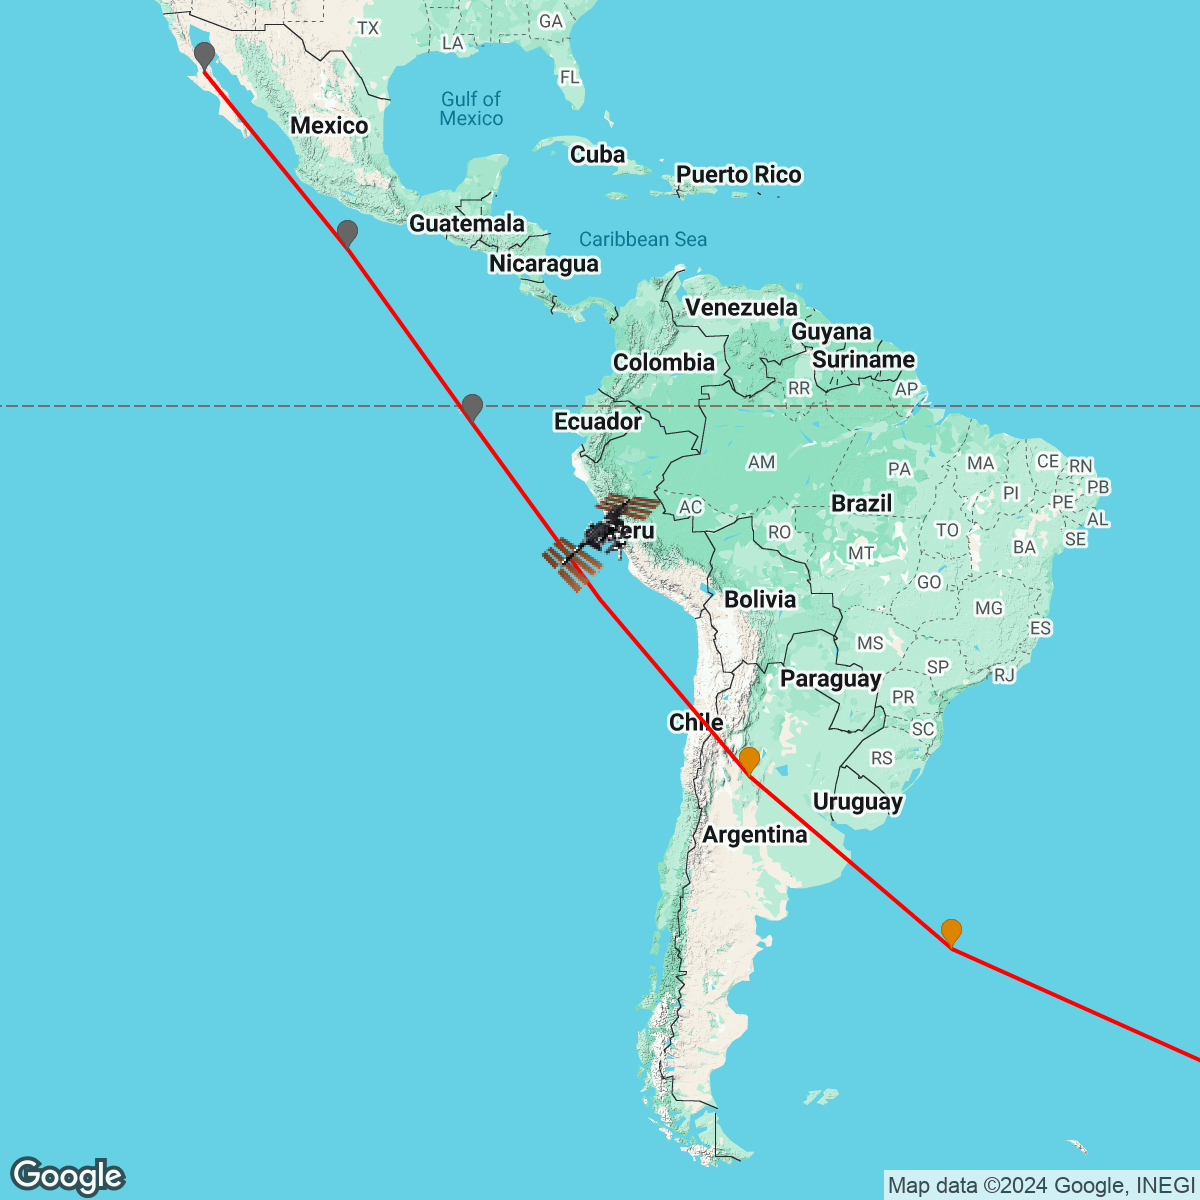 TX
LA
GA
FL
Gulf of
Mexico
Mexico
Cuba
Puerto Rico
Guatemala
Caribbean Sea
Nicaragua
Venezuela
Guyana
Suriname
Colombia
RR
AP
Ecuador
AM
PA
MA
CE
RN
PB
PI
PE
AL
AC
Brazil
eru
RO
TO
SE
MT
BA
GO
Bolivia
MG
ES
MS
SP
RJ
Paraguay
PR
Chile
SC
RS
Uruguay
Argentina
Google
Map data ©2024 Google, INEGI